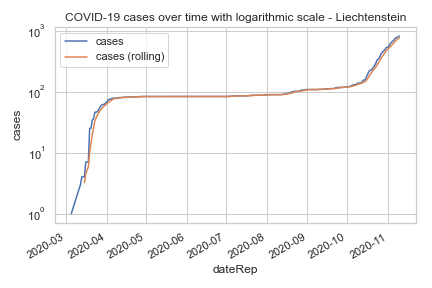 COVID-19 cases over time with logarithmic scale - Liechtenstein
10³
cases
cases (rolling)
10²
10¹
10⁰
cases
2020-03
2020-04
2020-05
2020-06
2020-07
2020-08
2020-09
2020-10
2020-11
dateRep